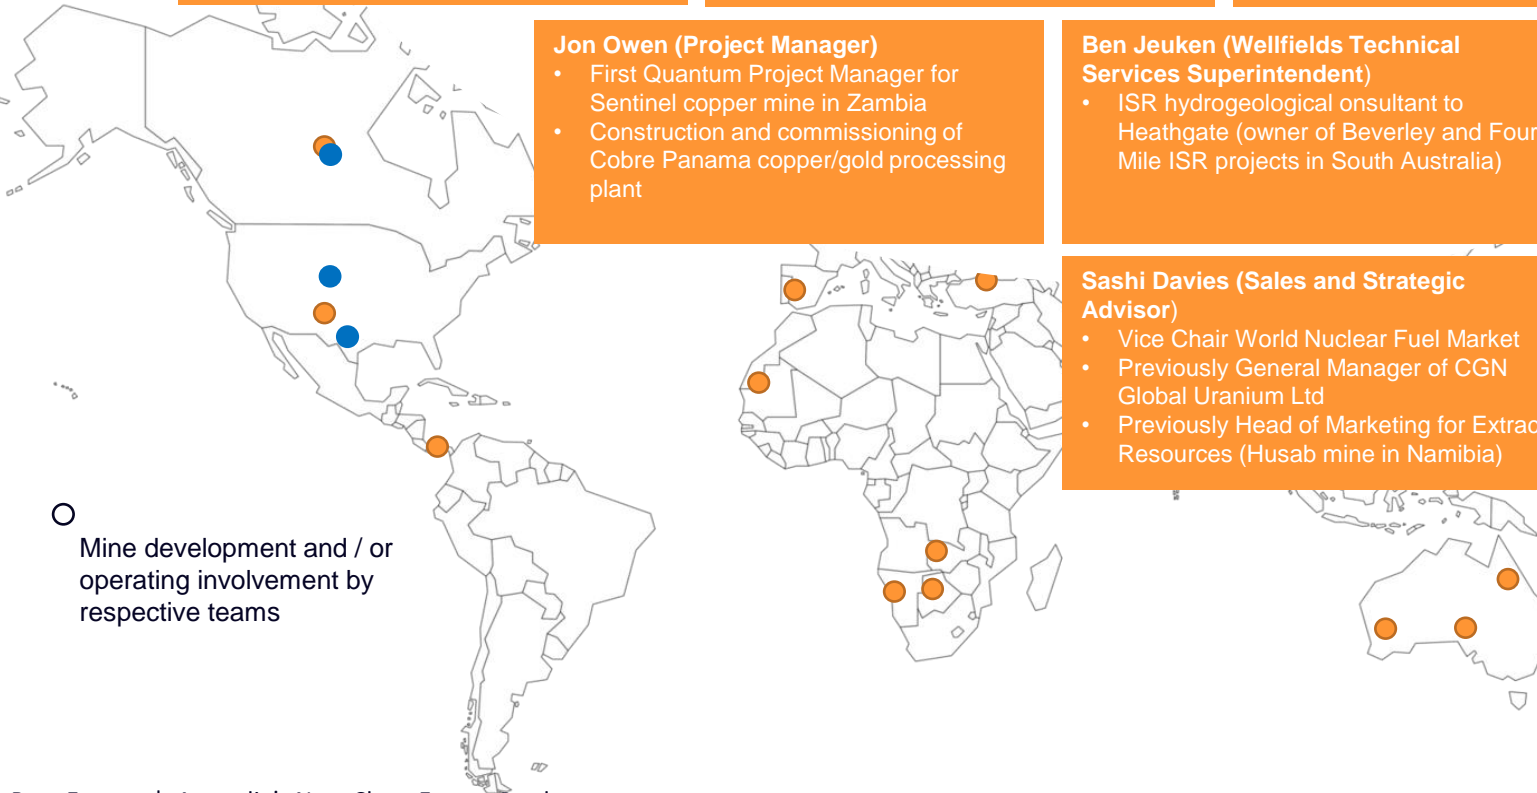 Jon Owen (Project Manager)
• First Quantum Project Manager for
Sentinel copper mine in Zambia
• Construction and commissioning of
Cobre Panama copper/gold processing
plant
Ben Jeuken (Wellfields Technical
Services Superintendent)
• ISR hydrogeological onsultant to
Heathgate (owner of Beverley and Four
Mile ISR projects in South Australia)
Sashi Davies (Sales and Strategic
Advisor)
• Vice Chair World Nuclear Fuel Market
• Previously General Manager of CGN
Global Uranium Ltd
• Previously Head of Marketing for
Resources (Husab mine in Namibia)
Mine development and / or
operating involvement by
respective teams